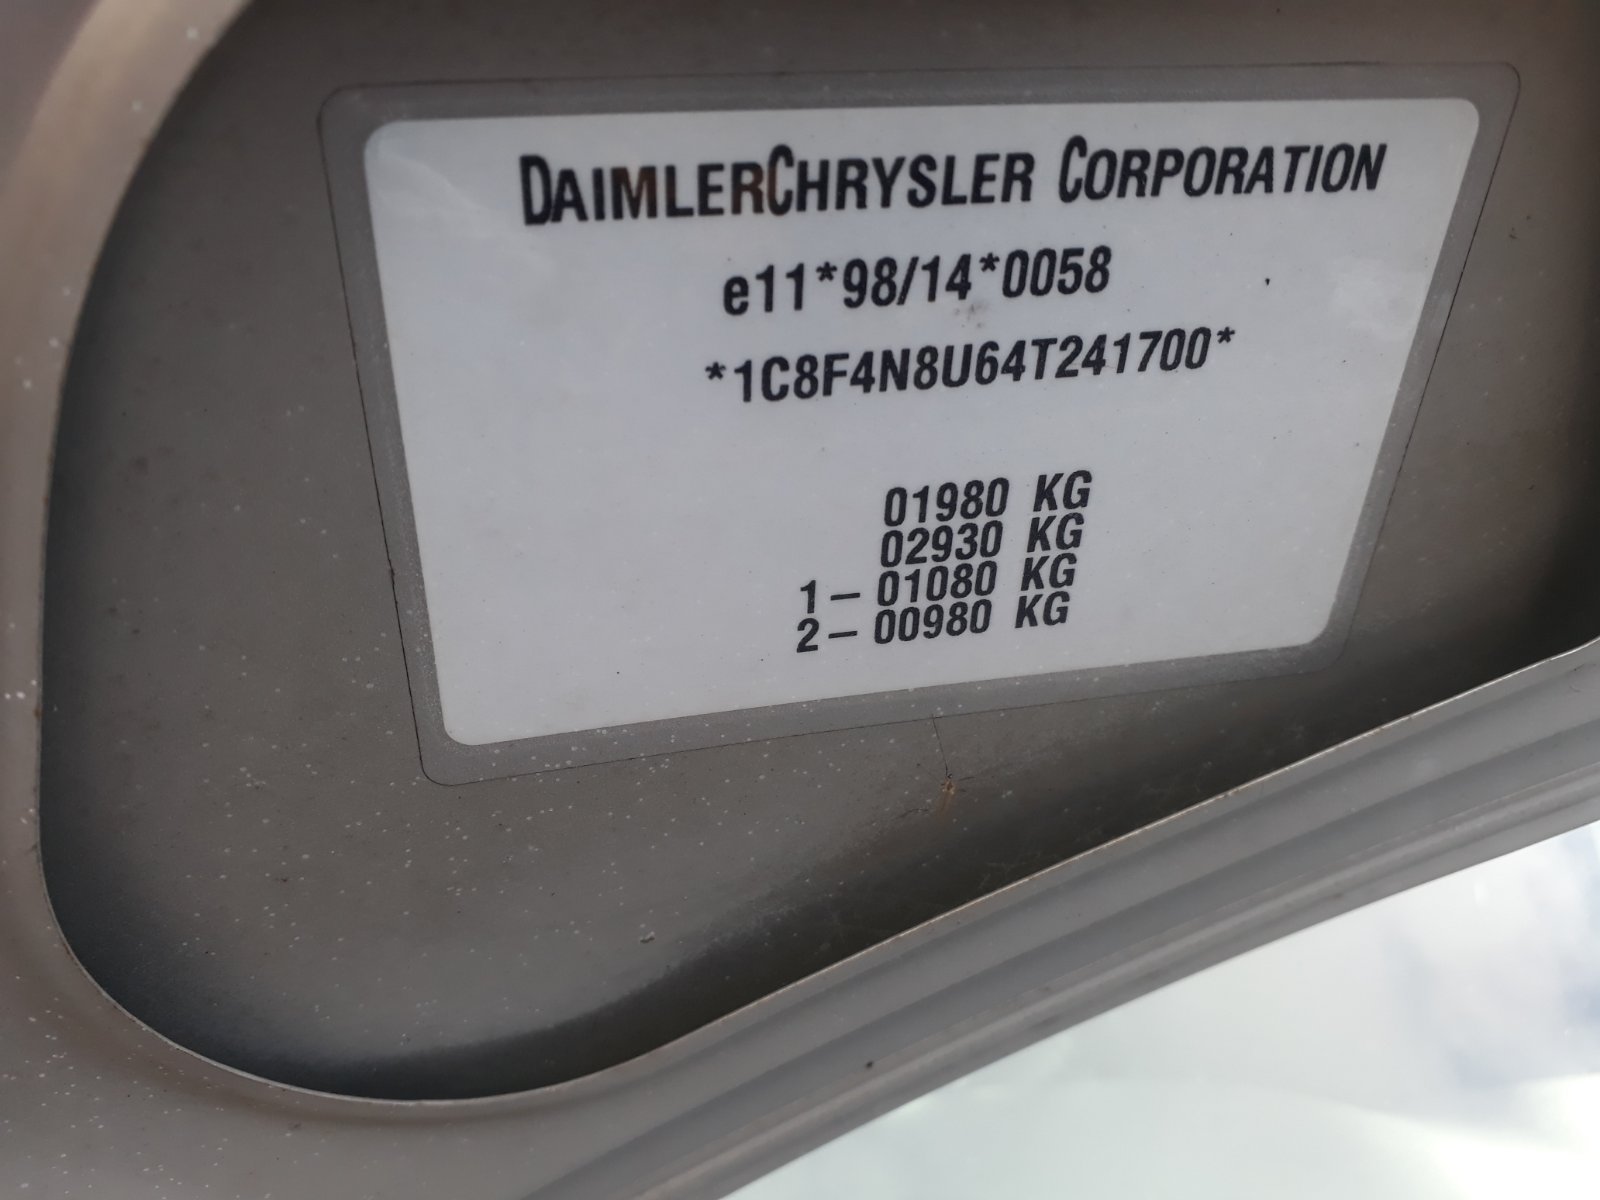 DAIMLERCHRYSLER CORPORATION
e11*98/14*0058
*1C8F4N8U64T241700*
01980 KG
02930 KG
1- 01080 KG
2- 00980 KG